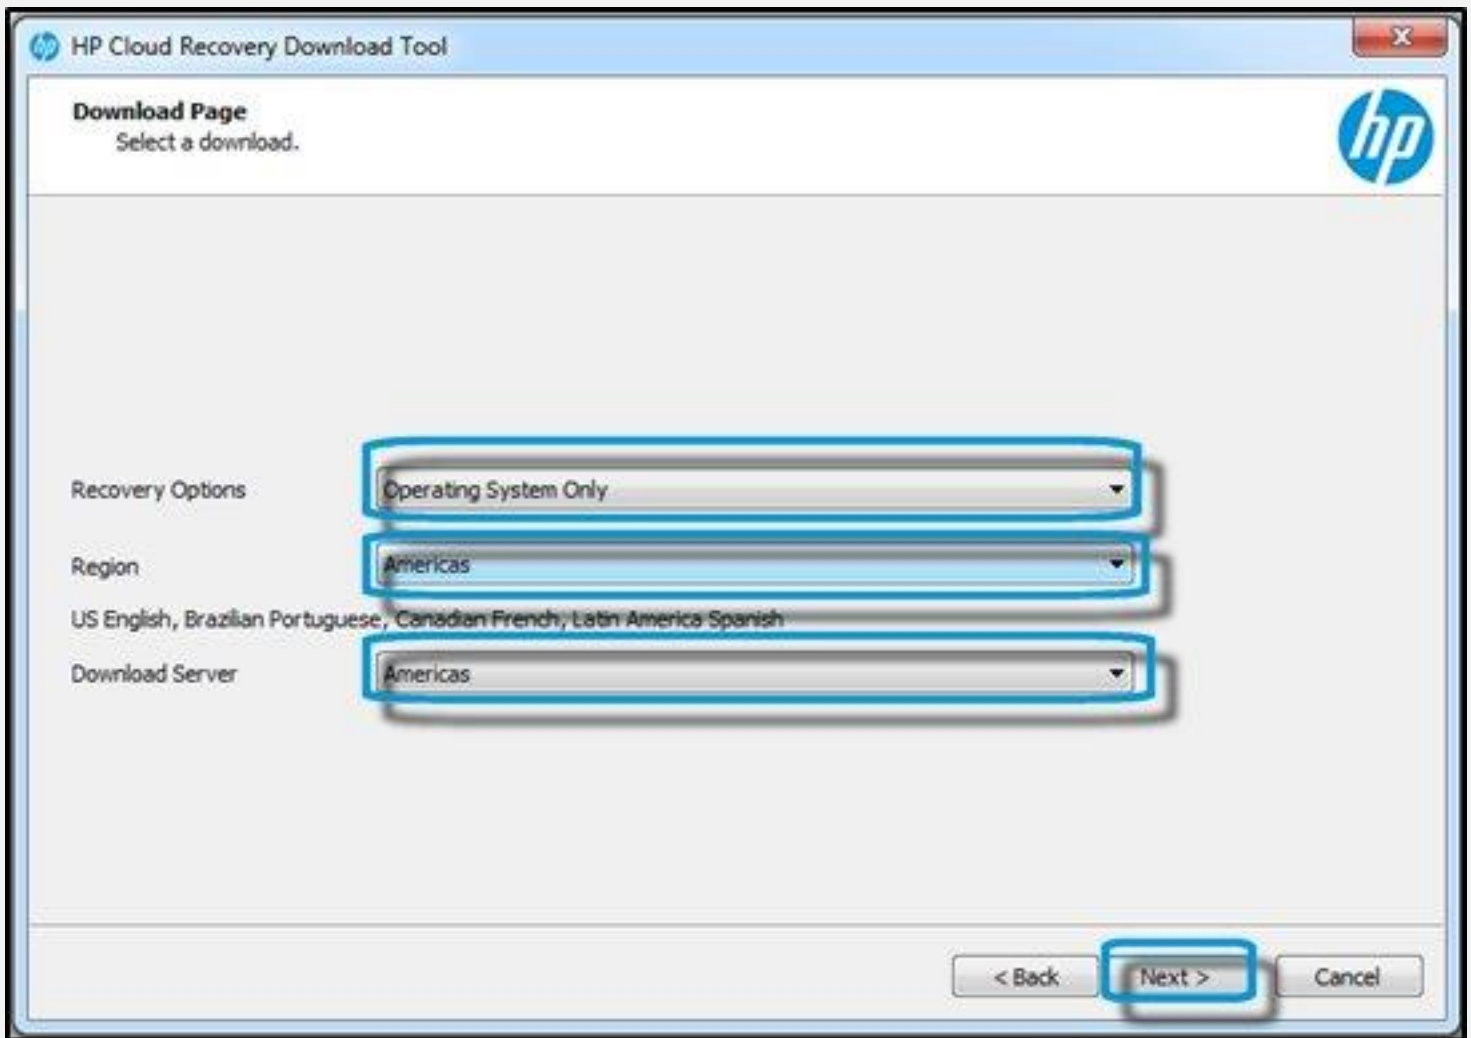 HP Cloud Recovery Download Tool
Download Page
Select a download.
hp
Recovery Options Operating System Only
Region Americas
US English, Brazilian Portuguese, Canadian French, Latin America Spanish
Download Server Americas
< Back Next > Cancel